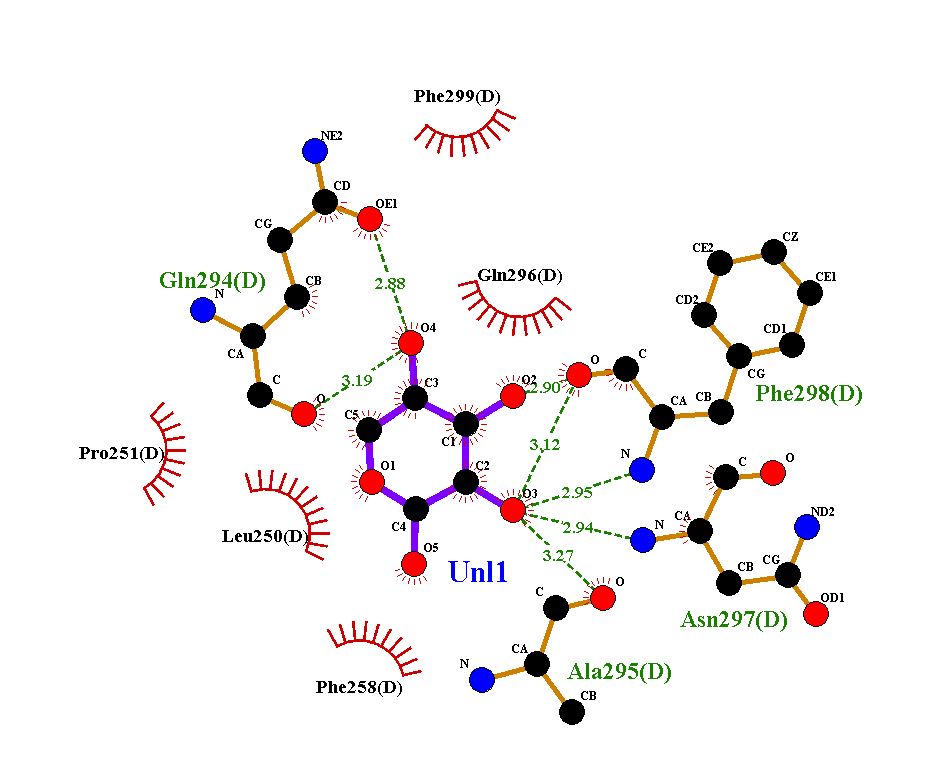 Phe299(D)
NE2
CD
OE1
CG
Gln294(D)
CB
N
2.88
Gln296(D)
CE2
CZ
CE1
CD2
CD1
CG
O4
CA
3.19
C3
C
O
C5
O2
2.90
O
C
C1
CA
CB
Phe298(D)
3.12
Pro251(D)
O1
C2
N
C
O
2.95
O3
Leu250(D)
C4
2.94
N
CA
ND2
O5
3.27
Unl1
CB
CG
OD1
C
O
Asn297(D)
CA
N
Ala295(D)
CB
Phe258(D)